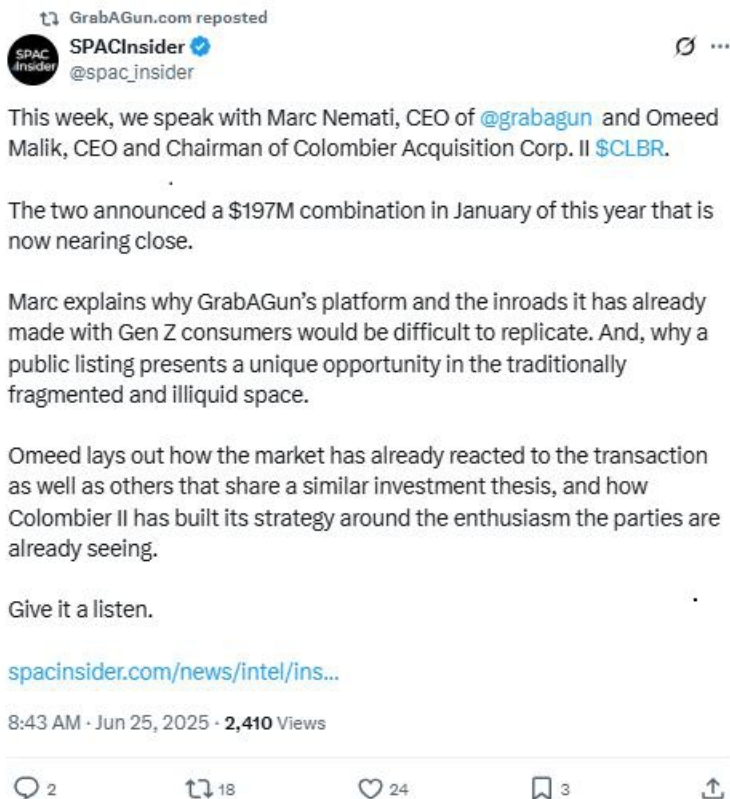 GrabAGun.com reposted
SPAC
Insider
SPACInsider
@spac_insider
This week, we speak with Marc Nemati, CEO of @grabagun and Omeed
Malik, CEO and Chairman of Colombier Acquisition Corp. II $CLBR.
The two announced a $197M combination in January of this year that is
now nearing close.
Marc explains why GrabAGun’s platform and the inroads it has already
made with Gen Z consumers would be difficult to replicate. And, why a
public listing presents a unique opportunity in the traditionally
fragmented and illiquid space.
Omeed lays out how the market has already reacted to the transaction
as well as others that share a similar investment thesis, and how
Colombier II has built its strategy around the enthusiasm the parties are
already seeing.
Give it a listen.
spacinsider.com/news/intel/ins...
8:43 AM · Jun 25, 2025 · 2,410 Views
2 18 24 3